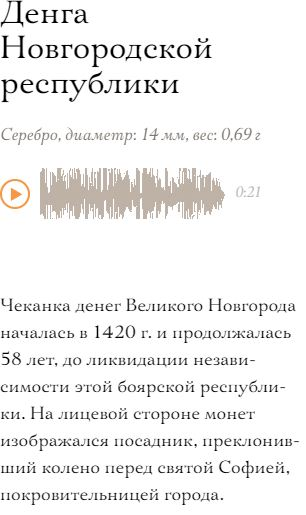 Денга
Новгородской
республики
Серебро, диаметр: 14 мм, вес: 0,69 г
0:21
Чеканка денег Великого Новгорода
началась в 1420 г. и продолжалась
58 лет, до ликвидации незави-
симости этой боярской республи-
ки. На лицевой стороне монет
изображался посадник, преклонив-
ший колено перед святой Софией,
покровительницей города.